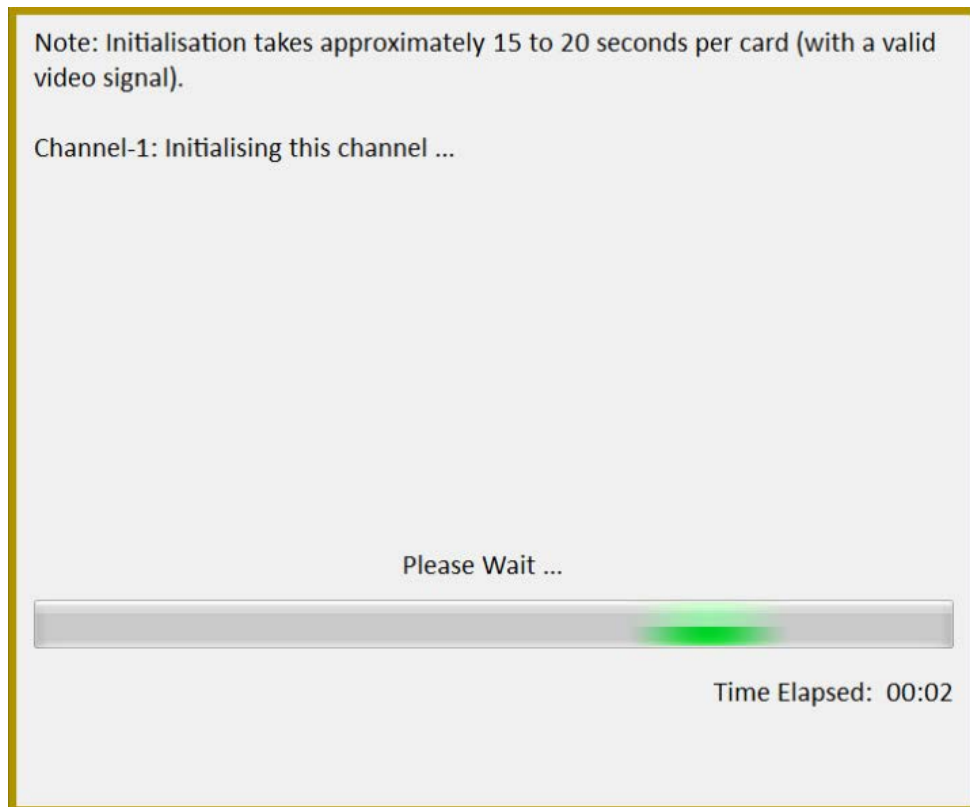 Note: Initialisation takes approximately 15 to 20 seconds per card (with a valid
video signal).
Channel-1: Initialising this channel ...
Please Wait ...
Time Elapsed:  00:02